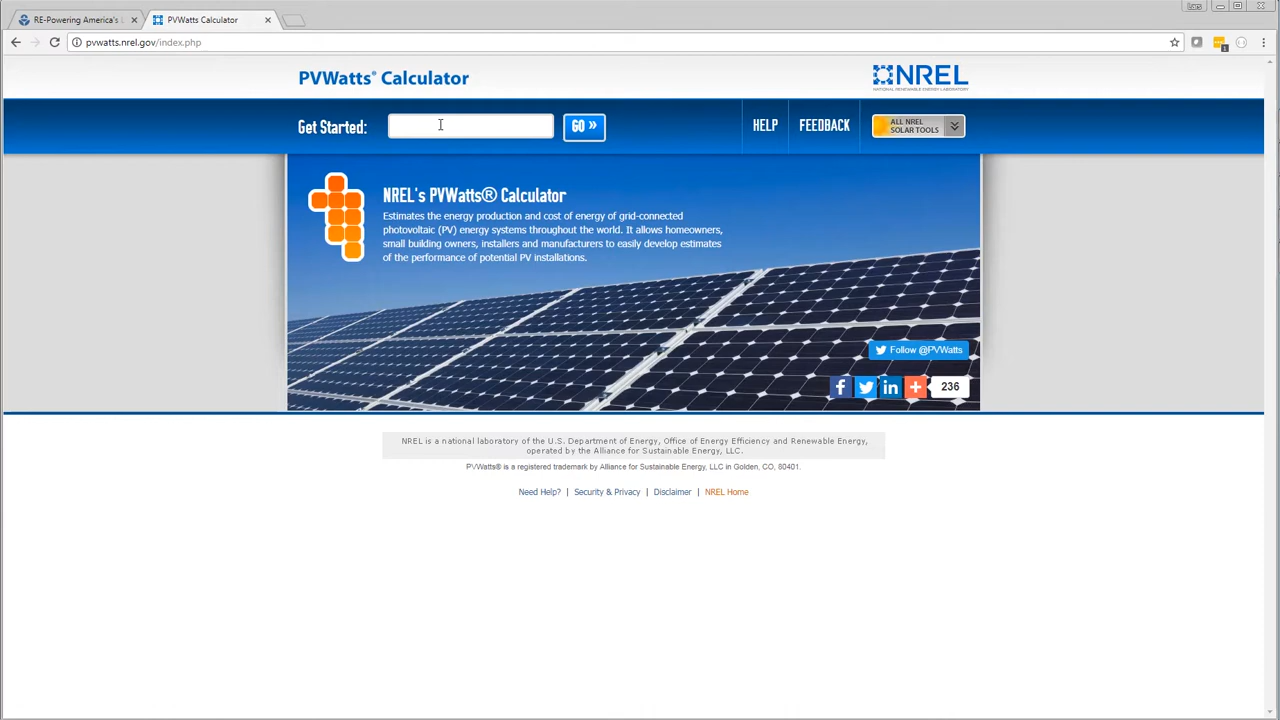 RE-Powering America's L
PVWatts Calculator
pvwatts.nrel.gov/index.php
PVWatts® Calculator
NREL
NATIONAL RENEWABLE ENERGY LABORATORY
Get Started:
GO »
HELP
FEEDBACK
ALL NREL
SOLAR TOOLS
NREL's PVWatts® Calculator
Estimates the energy production and cost of energy of grid-connected
photovoltaic (PV) energy systems throughout the world. It allows homeowners,
small building owners, installers and manufacturers to easily develop estimates
of the performance of potential PV installations.
Follow @PVWatts
236
NREL is a national laboratory of the U.S. Department of Energy, Office of Energy Efficiency and Renewable Energy,
operated by the Alliance for Sustainable Energy, LLC.
PVWatts® is a registered trademark by Alliance for Sustainable Energy, LLC in Golden, CO, 80401.
Need Help? | Security & Privacy | Disclaimer | NREL Home